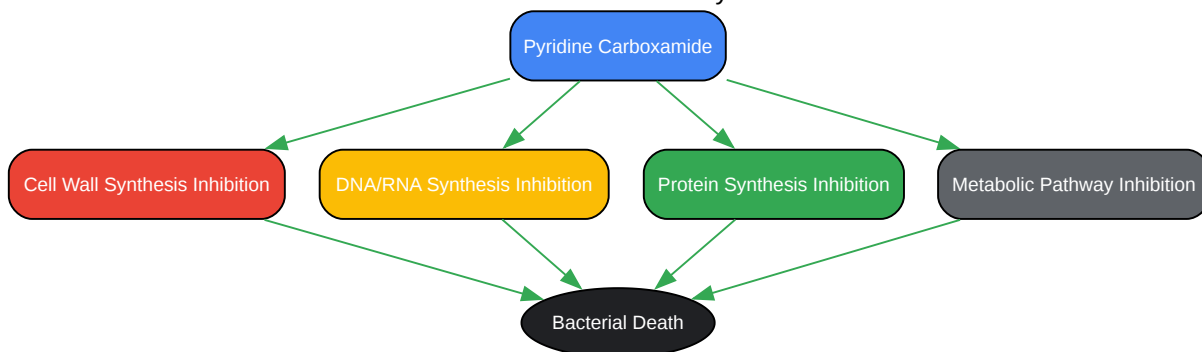 Pyridine Carboxamide
Cell Wall Synthesis Inhibition
DNA/RNA Synthesis Inhibition
Protein Synthesis Inhibition
Metabolic Pathway Inhibition
Bacterial Death